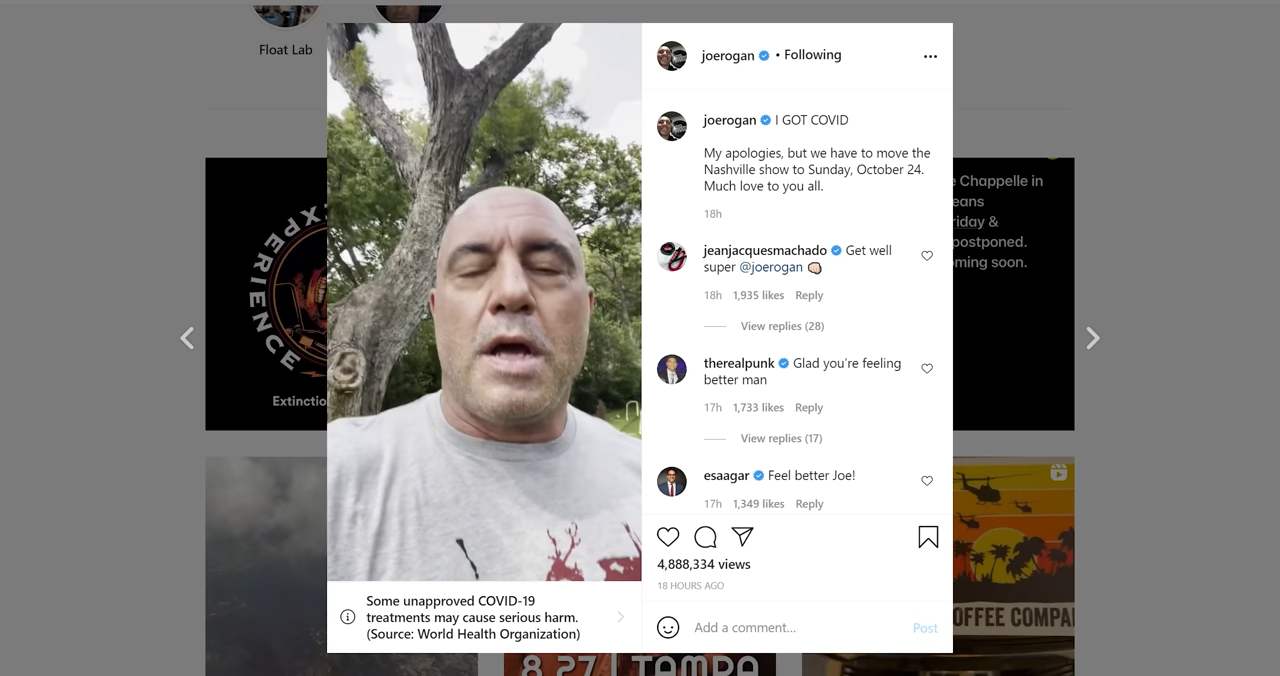 Float Lab
EXPERIENCE
Extinctio
joerogan • Following
joerogan I GOT COVID
My apologies, but we have to move the
Nashville show to Sunday, October 24.
Much love to you all.
18h
jeanjacquesmachado Get well
super @joerogan
18h 1,935 likes Reply
View replies (28)
therealpunk Glad you're feeling
better man
17h 1,733 likes Reply
View replies (17)
esaagar Feel better Joe!
17h 1,349 likes Reply
4,888,334 views
18 HOURS AGO
Add a comment... Post
Some unapproved COVID-19
treatments may cause serious harm.
(Source: World Health Organization)
e Chappelle in
eans
riday &
postponed.
ming soon.
OFFEE COMPA
8.27 | TAMPA